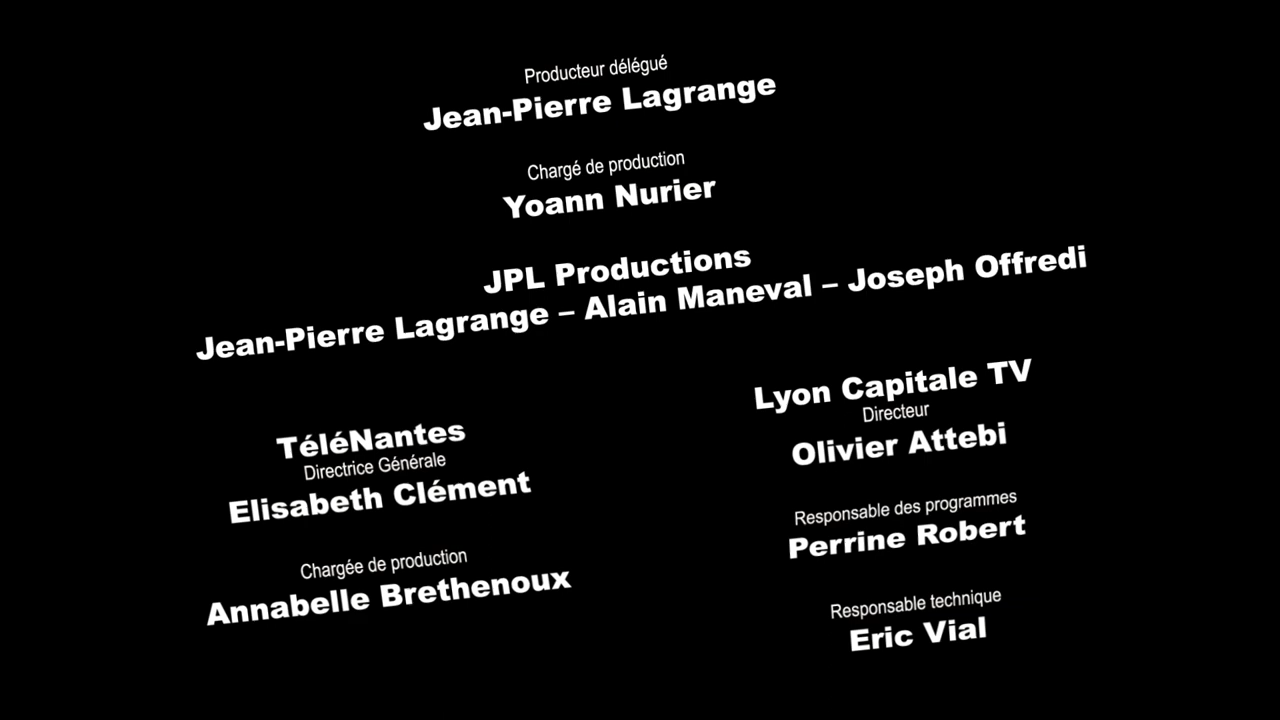 Producteur délégué
Jean-Pierre Lagrange
Chargé de production
Yoann Nurier
JPL Productions
Jean-Pierre Lagrange – Alain Maneval – Joseph Offredi
TéléNantes
Directrice Générale
Elisabeth Clément
Chargée de production
Annabelle Brethenoux
Lyon Capitale TV
Directeur
Olivier Attebi
Responsable des programmes
Perrine Robert
Responsable technique
Eric Vial